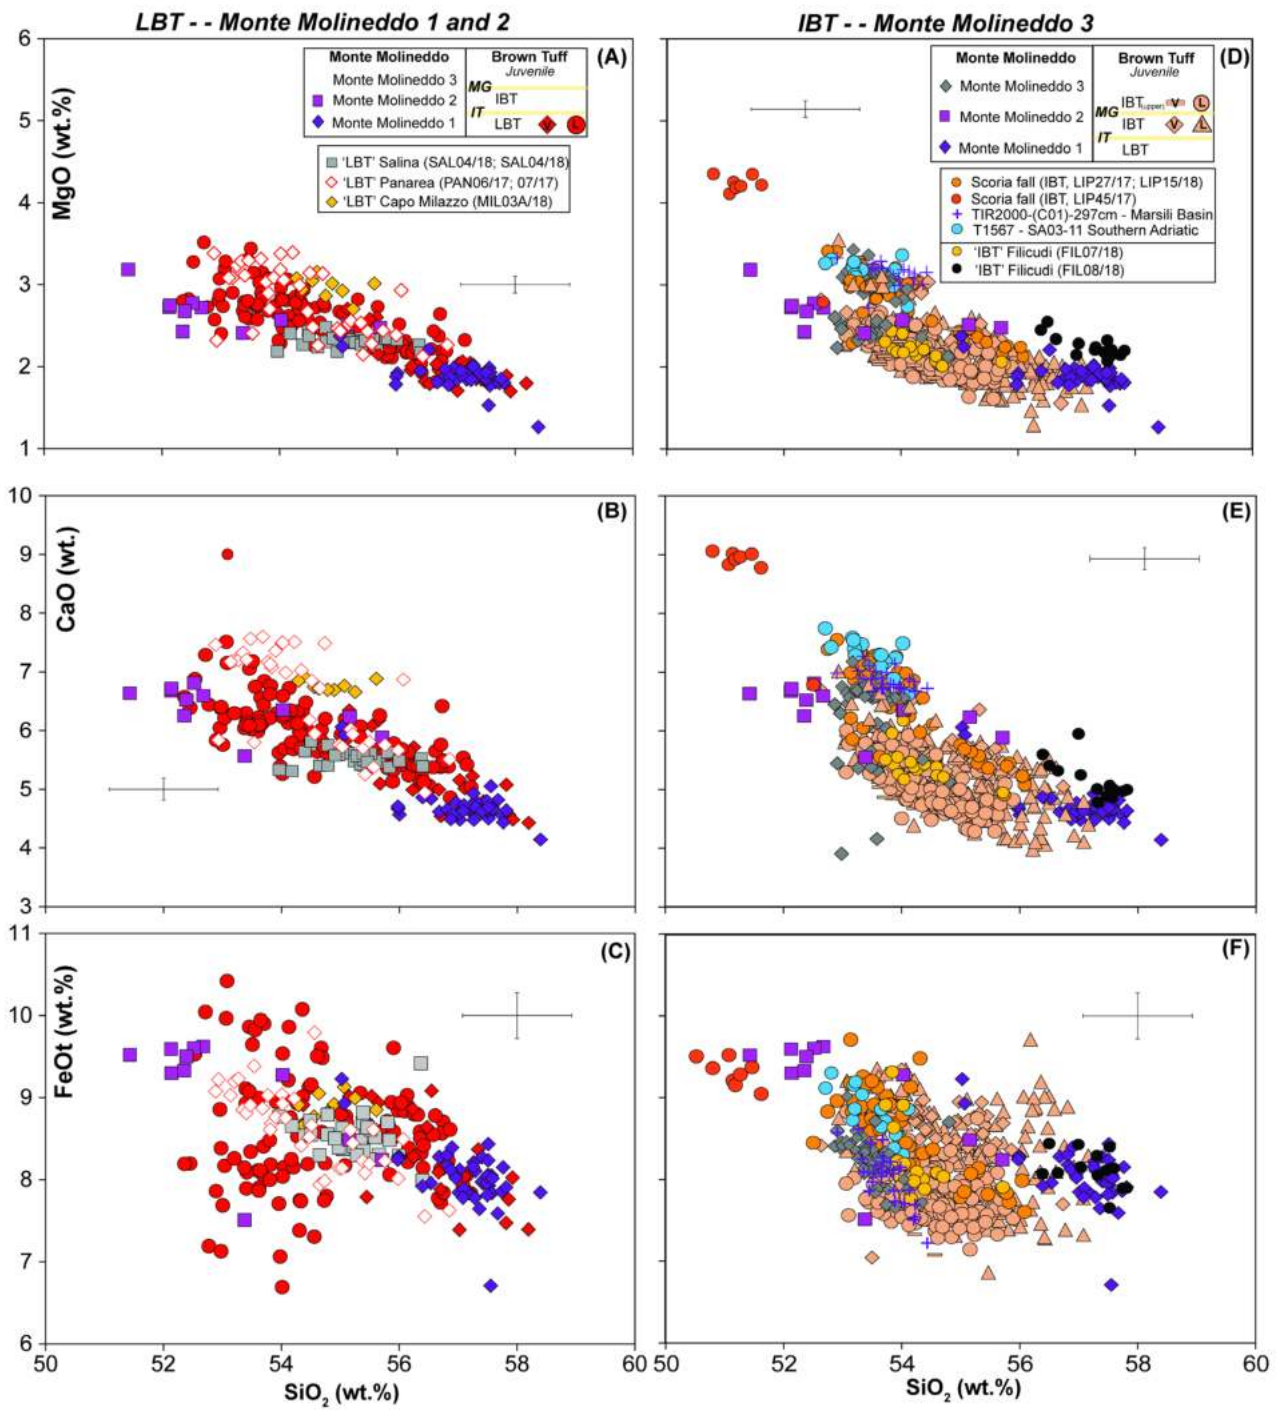 LBT - - Monte Molineddo 1 and 2
IBT - - Monte Molineddo 3
6
5
4
3
2
1
MgO (wt.%)
(A)
Monte Molineddo
Monte Molineddo 3
Monte Molineddo 2
Monte Molineddo 1
Brown Tuff
Juvenile
MG
IBT
IT
LBT
V
L
'LBT' Salina (SAL04/18; SAL04/18)
'LBT' Panarea (PAN06/17; 07/17)
'LBT' Capo Milazzo (MIL03A/18)
(D)
Monte Molineddo
Monte Molineddo 3
Monte Molineddo 2
Monte Molineddo 1
Brown Tuff
Juvenile
IBT(upper)
V
L
MG
IBT
V
L
IT
LBT
Scoria fall (IBT, LIP27/17; LIP15/18)
Scoria fall (IBT, LIP45/17)
TIR2000-(C01)-297cm - Marsili Basin
T1567 - SA03-11 Southern Adriatic
'IBT' Filicudi (FIL07/18)
'IBT' Filicudi (FIL08/18)
10
9
8
7
6
5
4
3
CaO (wt.)
(B)
(E)
11
10
9
8
7
6
FeOt (wt.%)
(C)
(F)
50
52
54
56
58
60
SiO2 (wt.%)
50
52
54
56
58
60
SiO2 (wt.%)